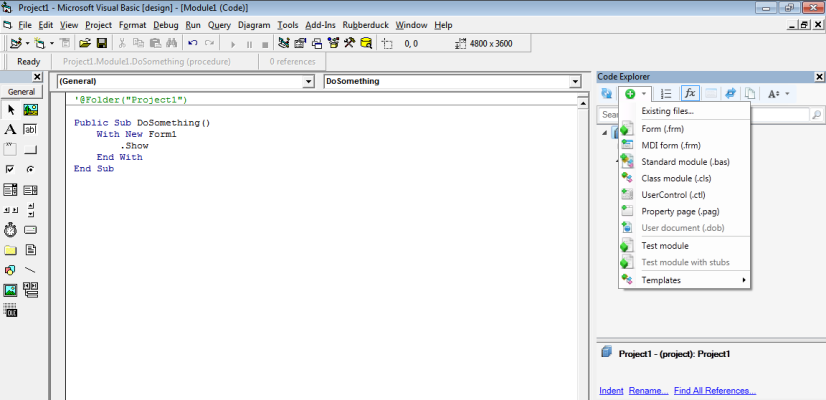 Project1 - Microsoft Visual Basic [design] - [Module1 (Code)]
File Edit View Project Format Debug Run Query Diagram Tools Add-Ins Rubberduck Window Help
0, 0 4800 x 3600
Ready Project1.Module1.DoSomething (procedure) 0 references
General
(General) DoSomething
'@Folder("Project1")
Public Sub DoSomething()
With New Form1
.Show
End With
End Sub
Code Explorer
Existing files...
Form (.frm)
MDI form (.frm)
Standard module (.bas)
Class module (.cls)
UserControl (.ctl)
Property page (.pag)
User document (.dob)
Test module
Test module with stubs
Templates
Project1 - (project): Project1
Indent Rename... Find All References...